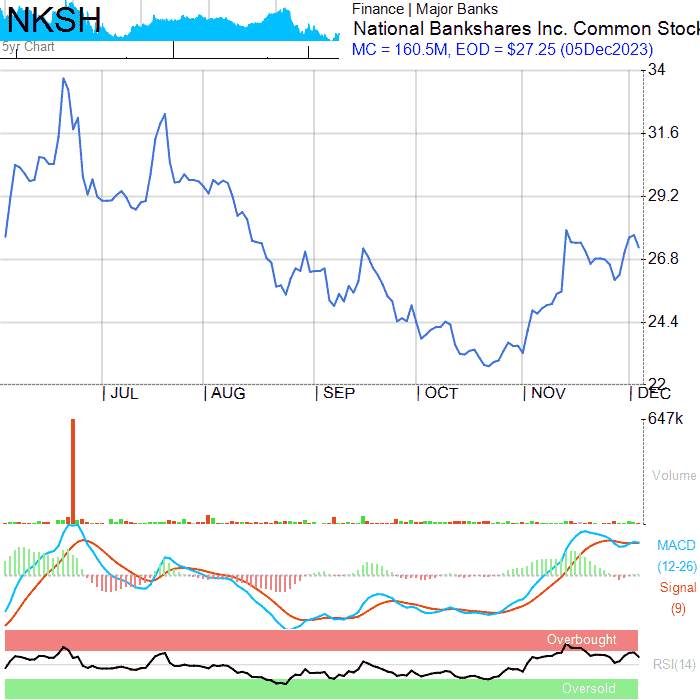 NKSH
5yr Chart
Finance | Major Banks
National Bankshares Inc. Common Stoc
MC = 160.5M, EOD = $27.25 (05Dec2023)
34
31.6
29.2
26.8
24.4
22
JUL AUG SEP OCT NOV DEC
647k
Volume
MACD
(12-26)
Signal
(9)
Overbought
RSI(14)
Oversold